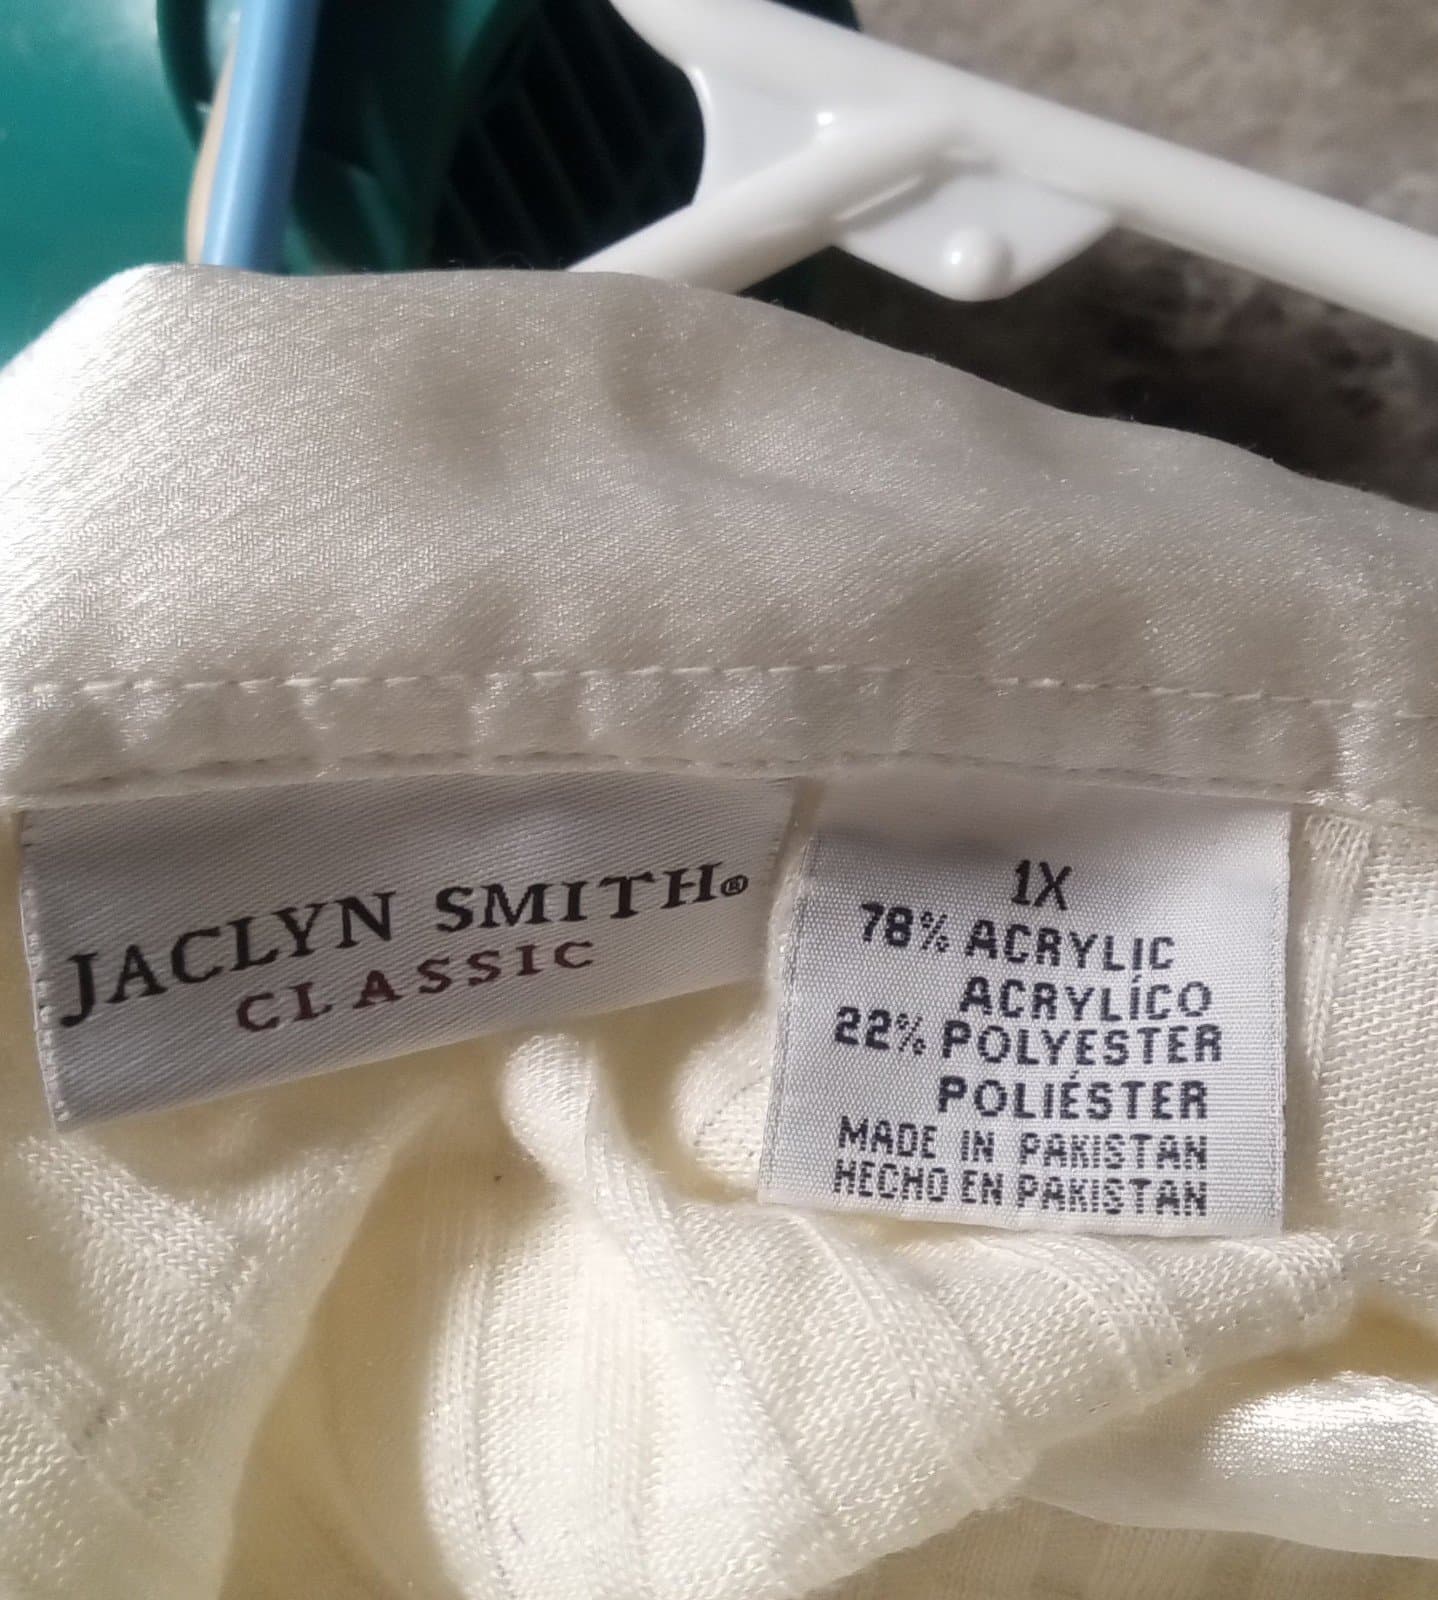 JACLYN SMITH®
CLASSIC
1X
78% ACRYLIC
ACRYLÍCO
22% POLYESTER
POLIÉSTER
MADE IN PAKISTAN
HECHO EN PAKISTAN